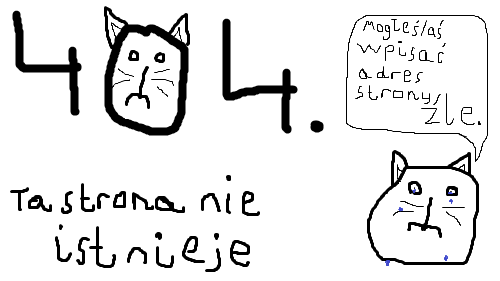 404.
Mogłeś/aś
wpisać
adres
strony
źle.
Ta strona nie
istnieje